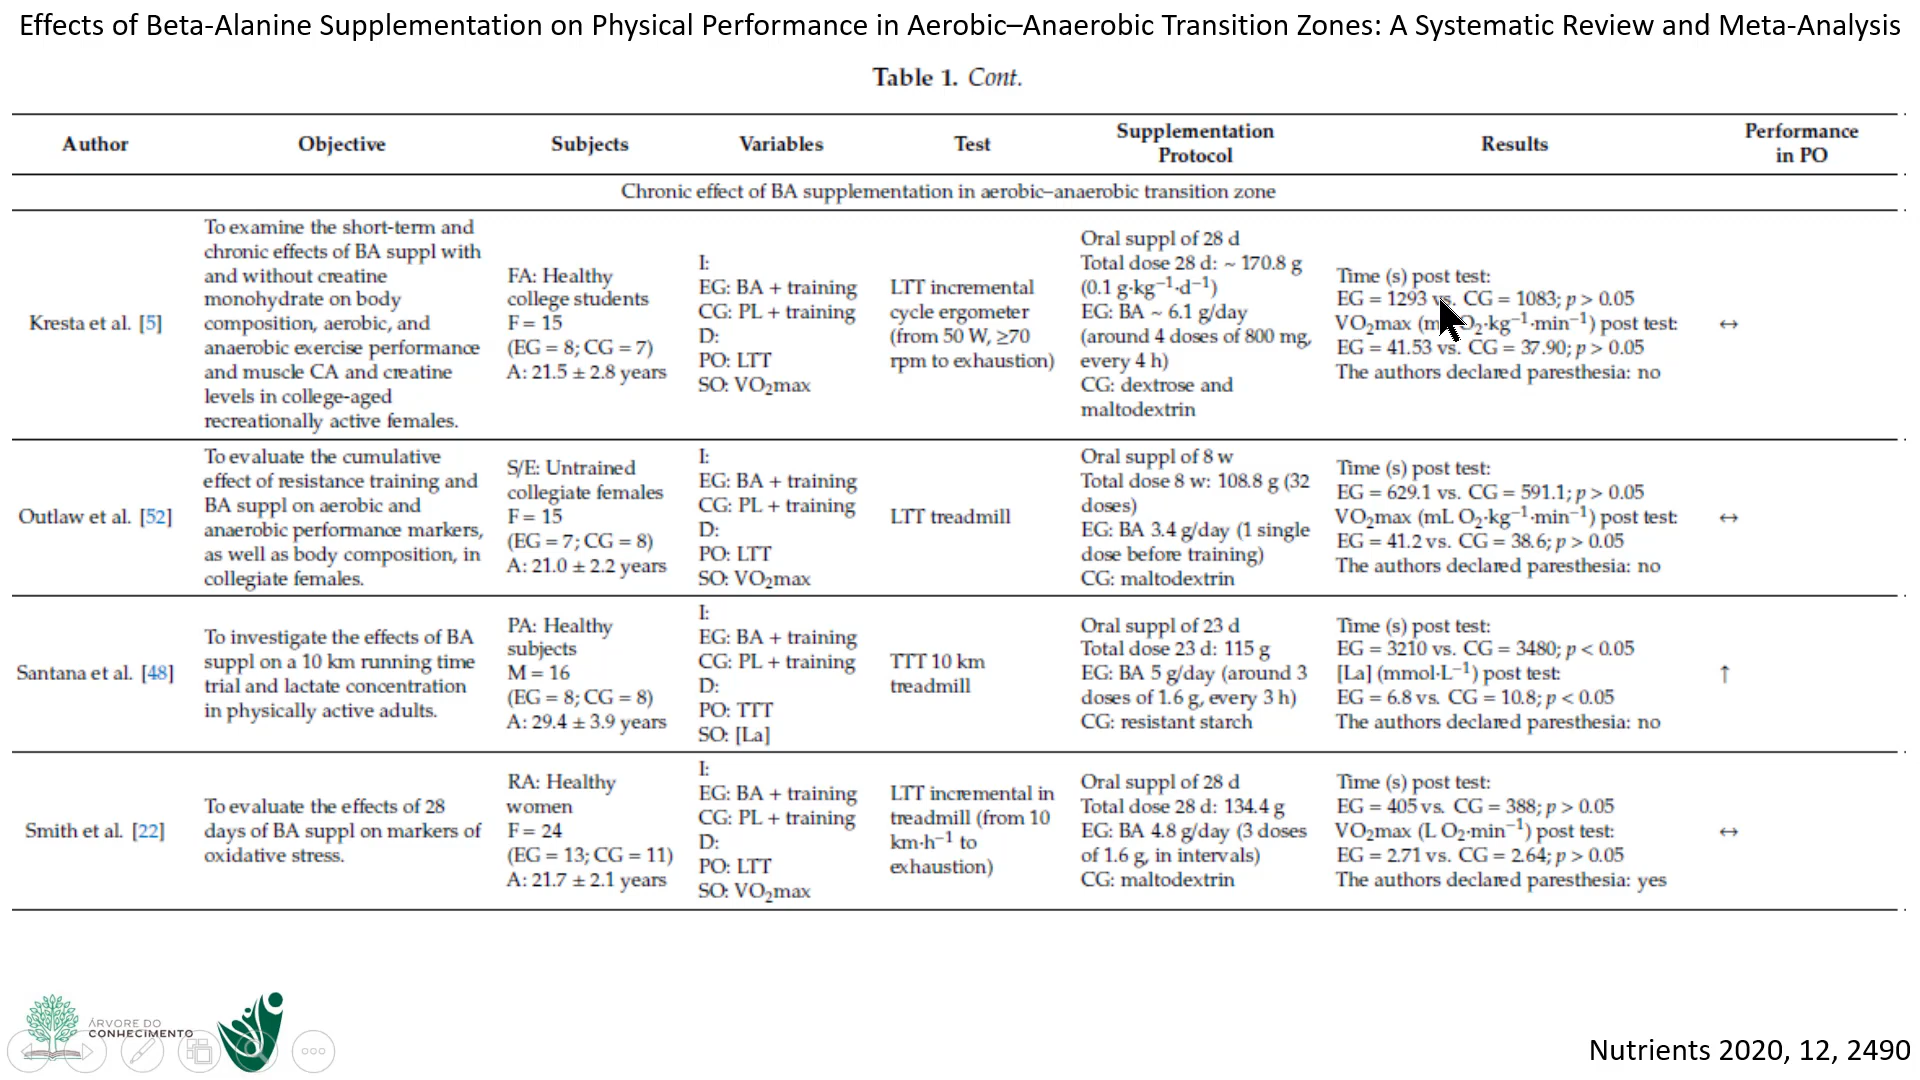 Effects of Beta-Alanine Supplementation on Physical Performance in Aerobic–Anaerobic Transition Zones: A Systematic Review and Meta-Analysis
Table 1. Cont.
Author
Objective
Subjects
Variables
Test
Supplementation
Protocol
Results
Performance
in PO
Chronic effect of BA supplementation in aerobic–anaerobic transition zone
Kresta et al. [5]
To examine the short-term and
chronic effects of BA suppl with
and without creatine
monohydrate on body
composition, aerobic, and
anaerobic exercise performance
and muscle CA and creatine
levels in college-aged
recreationally active females.
FA: Healthy
college students
F = 15
(EG = 8; CG = 7)
A: 21.5 ± 2.8 years
I:
EG: BA + training
CG: PL + training
D:
PO: LTT
SO: VO₂max
LTT incremental
cycle ergometer
(from 50 W, ≥70
rpm to exhaustion)
Oral suppl of 28 d
Total dose 28 d: ~ 170.8 g
(0.1 g·kg⁻¹·d⁻¹)
EG: BA ~ 6.1 g/day
(around 4 doses of 800 mg,
every 4 h)
CG: dextrose and
maltodextrin
Time (s) post test:
EG = 1293 vs. CG = 1083; p > 0.05
VO₂max (mL O₂·kg⁻¹·min⁻¹) post test:
EG = 41.53 vs. CG = 37.90; p > 0.05
The authors declared paresthesia: no
↔
Outlaw et al. [52]
To evaluate the cumulative
effect of resistance training and
BA suppl on aerobic and
anaerobic performance markers,
as well as body composition, in
collegiate females.
S/E: Untrained
collegiate females
F = 15
(EG = 7; CG = 8)
A: 21.0 ± 2.2 years
I:
EG: BA + training
CG: PL + training
D:
PO: LTT
SO: VO₂max
LTT treadmill
Oral suppl of 8 w
Total dose 8 w: 108.8 g (32
doses)
EG: BA 3.4 g/day (1 single
dose before training)
CG: maltodextrin
Time (s) post test:
EG = 629.1 vs. CG = 591.1; p > 0.05
VO₂max (mL O₂·kg⁻¹·min⁻¹) post test:
EG = 41.2 vs. CG = 38.6; p > 0.05
The authors declared paresthesia: no
↔
Santana et al. [48]
To investigate the effects of BA
suppl on a 10 km running time
trial and lactate concentration
in physically active adults.
PA: Healthy
subjects
M = 16
(EG = 8; CG = 8)
A: 29.4 ± 3.9 years
I:
EG: BA + training
CG: PL + training
D:
PO: TTT
SO: [La]
TTT 10 km
treadmill
Oral suppl of 23 d
Total dose 23 d: 115 g
EG: BA 5 g/day (around 3
doses of 1.6 g, every 3 h)
CG: resistant starch
Time (s) post test:
EG = 3210 vs. CG = 3480; p < 0.05
[La] (mmol·L⁻¹) post test:
EG = 6.8 vs. CG = 10.8; p < 0.05
The authors declared paresthesia: no
↑
Smith et al. [22]
To evaluate the effects of 28
days of BA suppl on markers of
oxidative stress.
RA: Healthy
women
F = 24
(EG = 13; CG = 11)
A: 21.7 ± 2.1 years
I:
EG: BA + training
CG: PL + training
D:
PO: LTT
SO: VO₂max
LTT incremental in
treadmill (from 10
km·h⁻¹ to
exhaustion)
Oral suppl of 28 d
Total dose 28 d: 134.4 g
EG: BA 4.8 g/day (3 doses
of 1.6 g, in intervals)
CG: maltodextrin
Time (s) post test:
EG = 405 vs. CG = 388; p > 0.05
VO₂max (L O₂·min⁻¹) post test:
EG = 2.71 vs. CG = 2.64; p > 0.05
The authors declared paresthesia: yes
↔
ÁRVORE DO
CONHECIMENTO
Nutrients 2020, 12, 2490